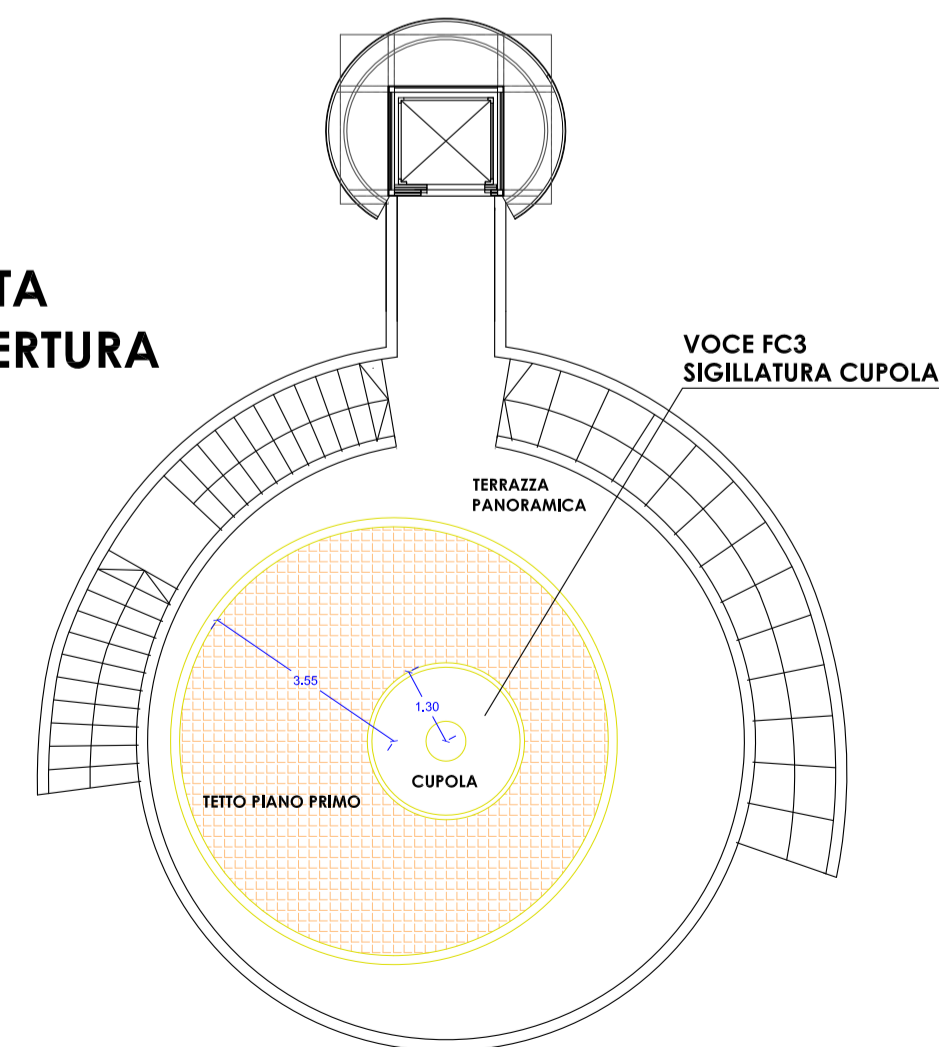 TA
ERTURA
VOCE FC3
SIGILLATURA CUPOLA
TERRAZZA
PANORAMICA
3.55
1.30
CUPOLA
TETTO PIANO PRIMO